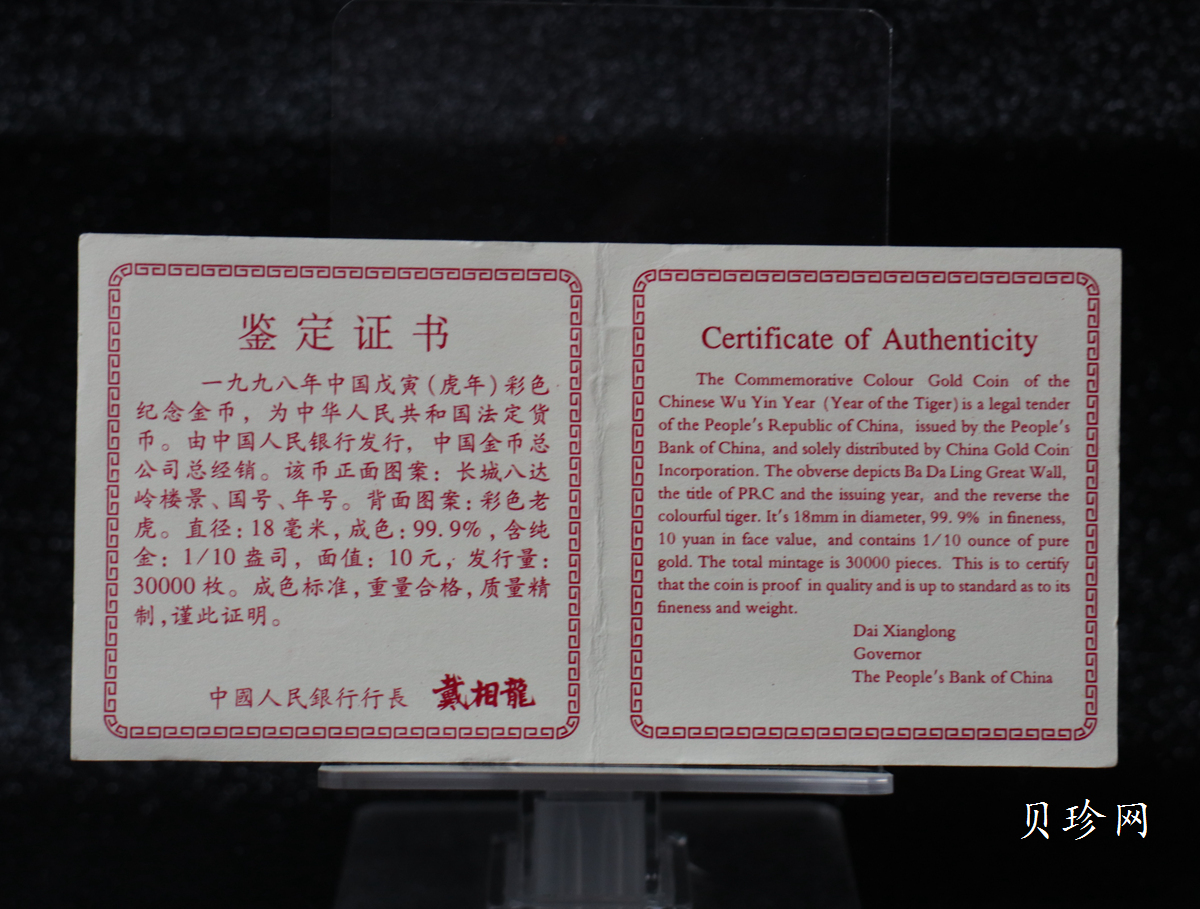 鉴定证书
一九九八年中国戊寅(虎年)彩色
纪念金币，为中华人民共和国法定货
币。由中国人民银行发行，中国金币总
公司总经销。该币正面图案：长城八达
岭楼景、国号、年号。背面图案：彩色老
虎。直径：18毫米，成色：99.9%，含纯
金：1/10盎司，面值：10元，发行量：
30000枚。成色标准，重量合格，质量精
制，谨此证明。
中國人民銀行行長 戴相龍
Certificate of Authenticity
The Commemorative Colour Gold Coin of the
Chinese Wu Yin Year (Year of the Tiger) is a legal tender
of the People's Republic of China, issued by the People's
Bank of China, and solely distributed by China Gold Coin
Incorporation. The obverse depicts Ba Da Ling Great Wall,
the title of PRC and the issuing year, and the reverse the
colourful tiger. It's 18mm in diameter, 99.9% in fineness,
10 yuan in face value, and contains 1/10 ounce of pure
gold. The total mintage is 30000 pieces. This is to certify
that the coin is proof in quality and is up to standard as to its
fineness and weight.
Dai Xianglong
Governor
The People's Bank of China
贝珍网